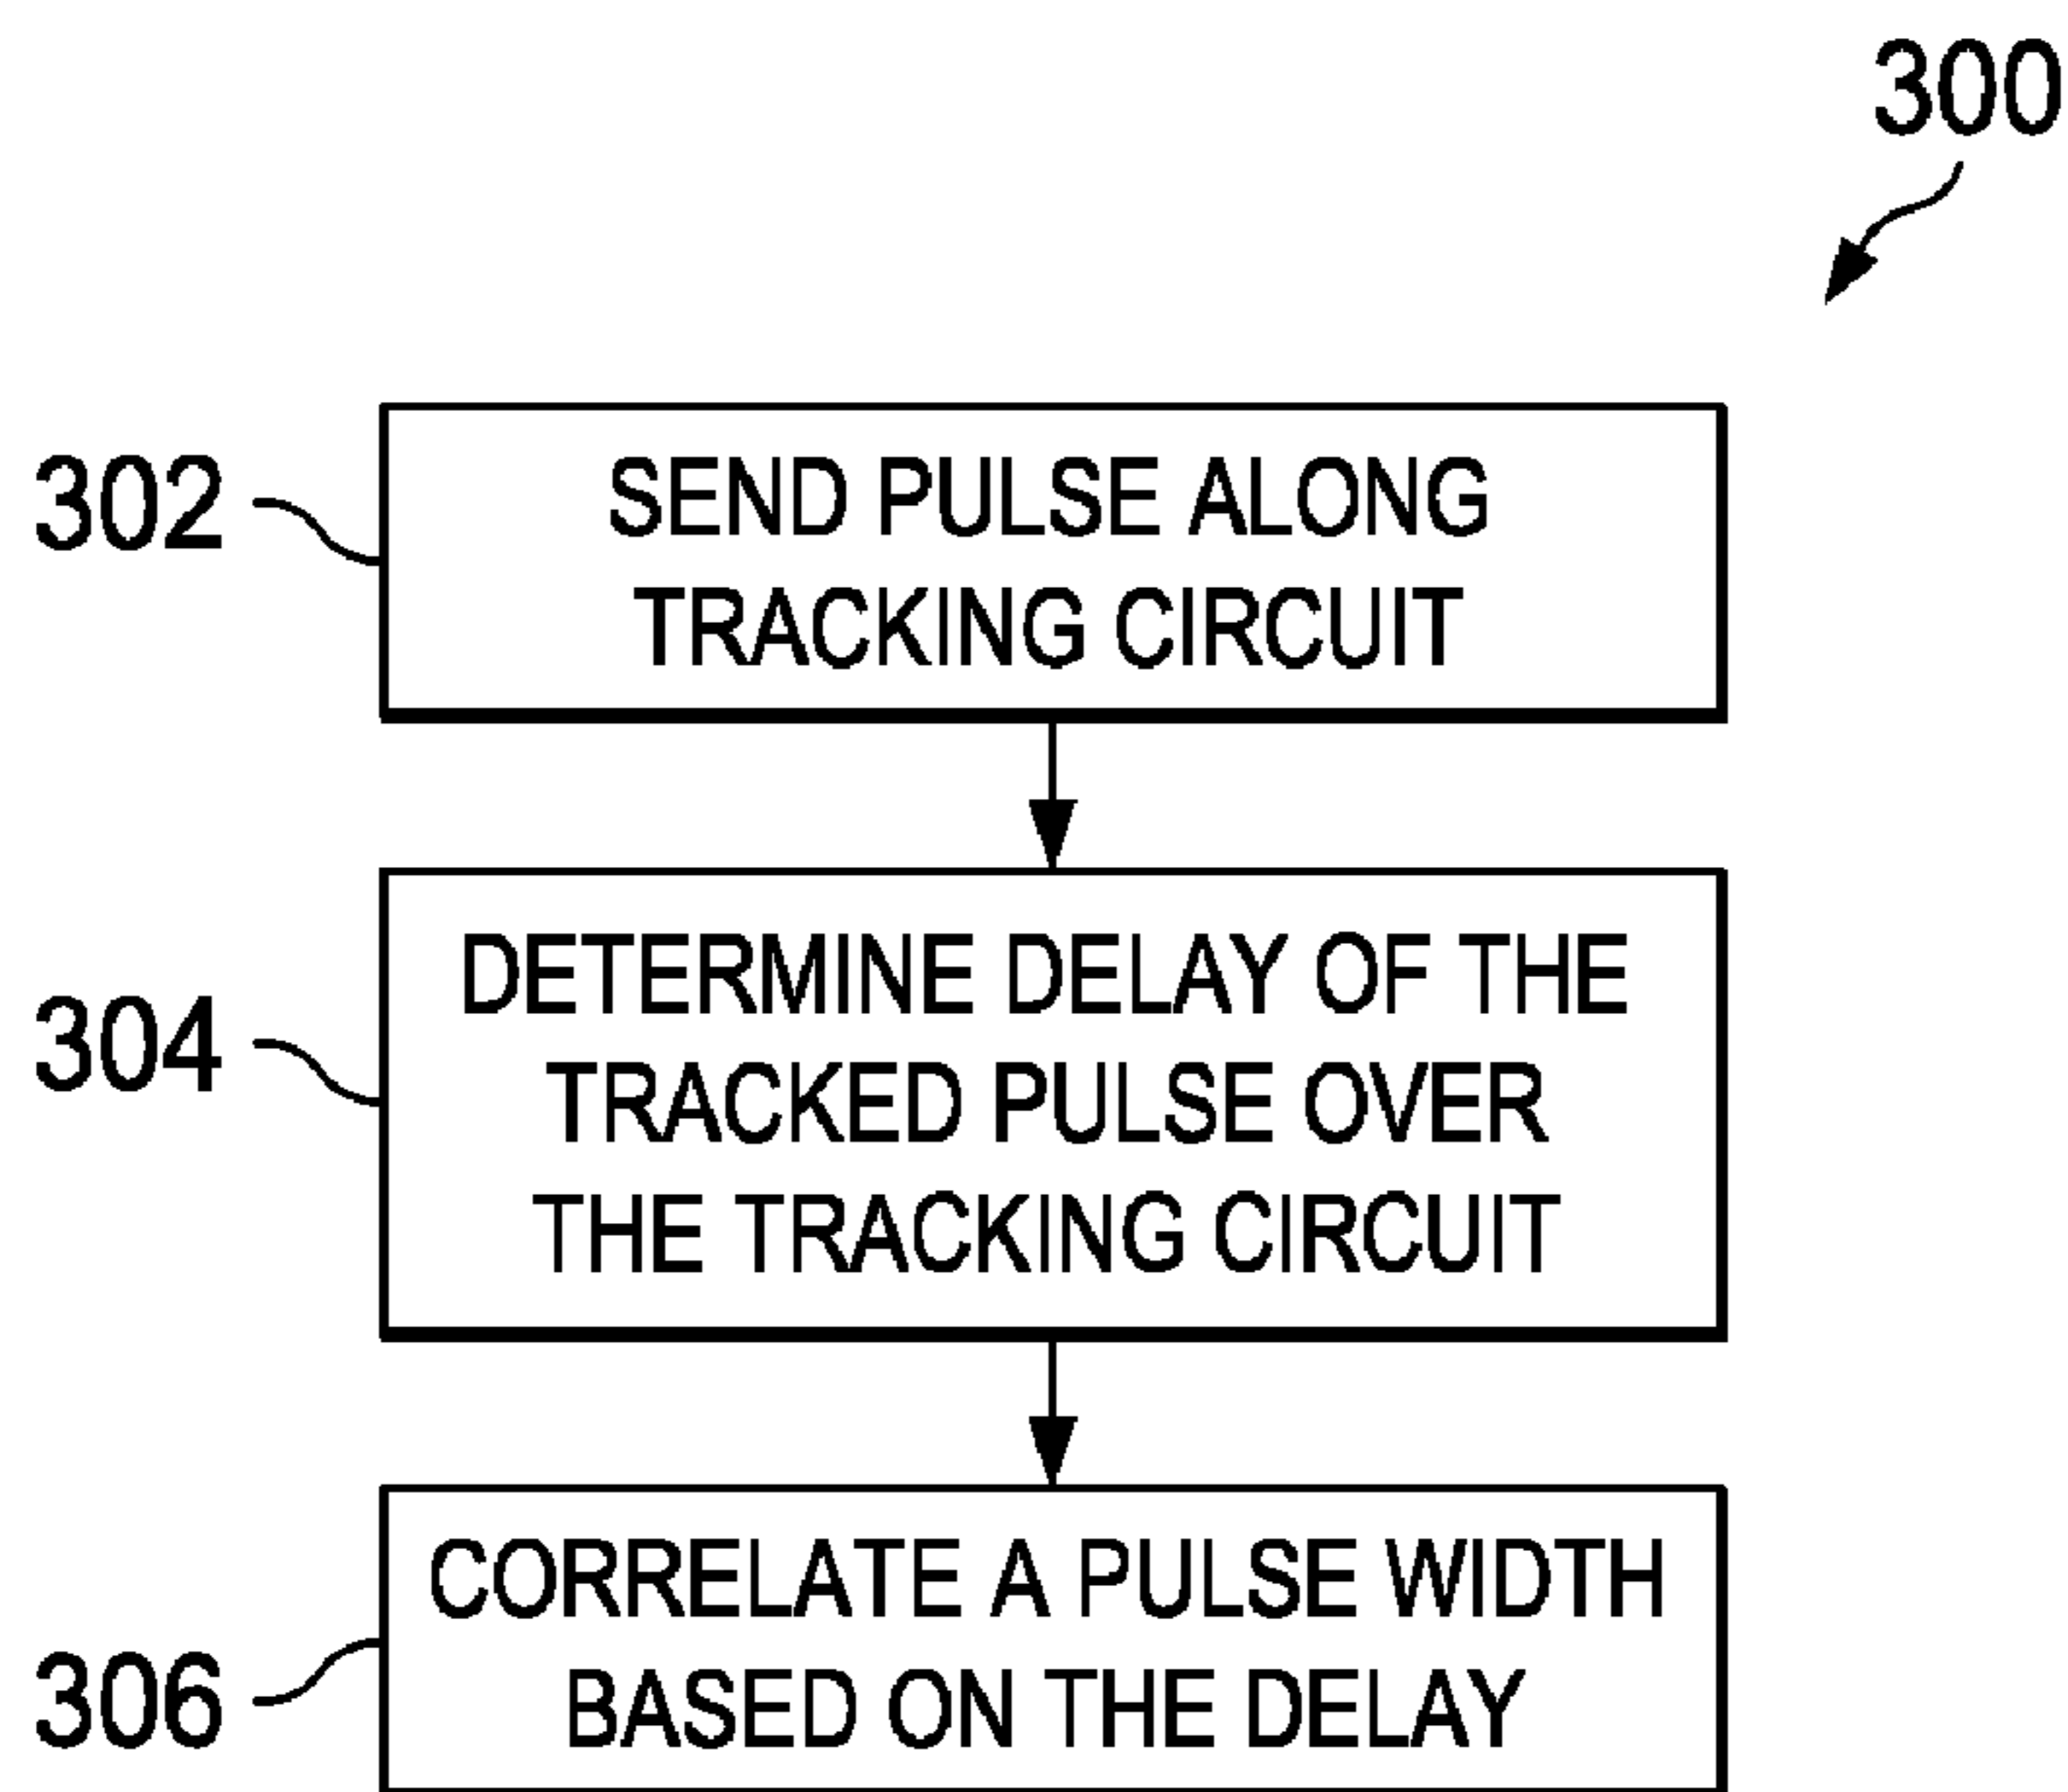 300
302
SEND PULSE ALONG
TRACKING CIRCUIT
304
DETERMINE DELAY OF THE
TRACKED PULSE OVER
THE TRACKING CIRCUIT
306
CORRELATE A PULSE WIDTH
BASED ON THE DELAY